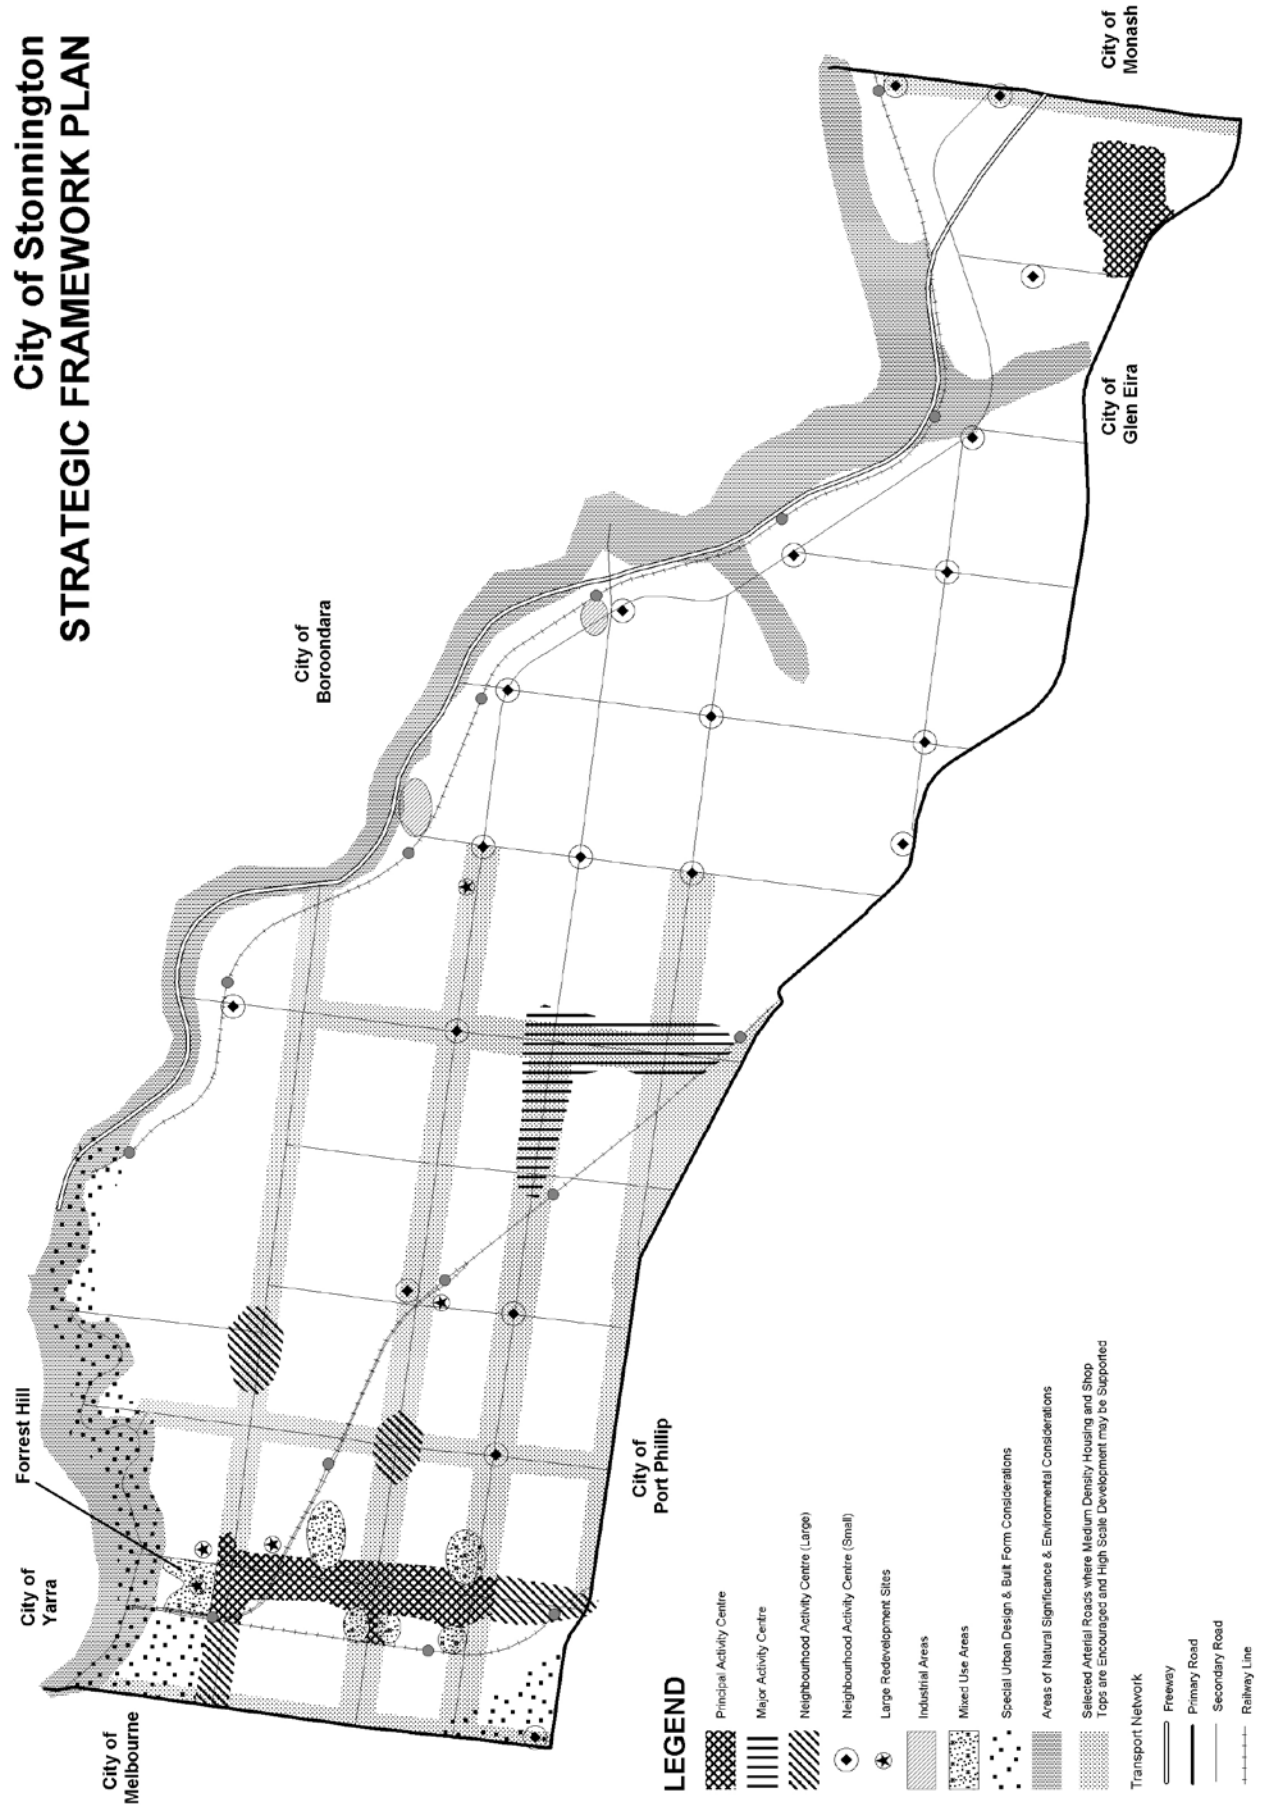 City of Stonnington
STRATEGIC FRAMEWORK PLAN
City of
Monash
City of
Glen Eira
City of
Boroondara
Forrest Hill
City of
Yarra
City of
Port Phillip
City of
Melbourne
LEGEND
Principal Activity Centre
Major Activity Centre
Neighbourhood Activity Centre (Large)
Neighbourhood Activity Centre (Small)
Large Redevelopment Sites
Industrial Areas
Mixed Use Areas
Special Urban Design & Built Form Considerations
Areas of Natural Significance & Environmental Considerations
Selected Arterial Roads where Medium Density Housing and Shop
Tops are Encouraged and High Scale Development may be Supported
Transport Network
Freeway
Primary Road
Secondary Road
Railway Line